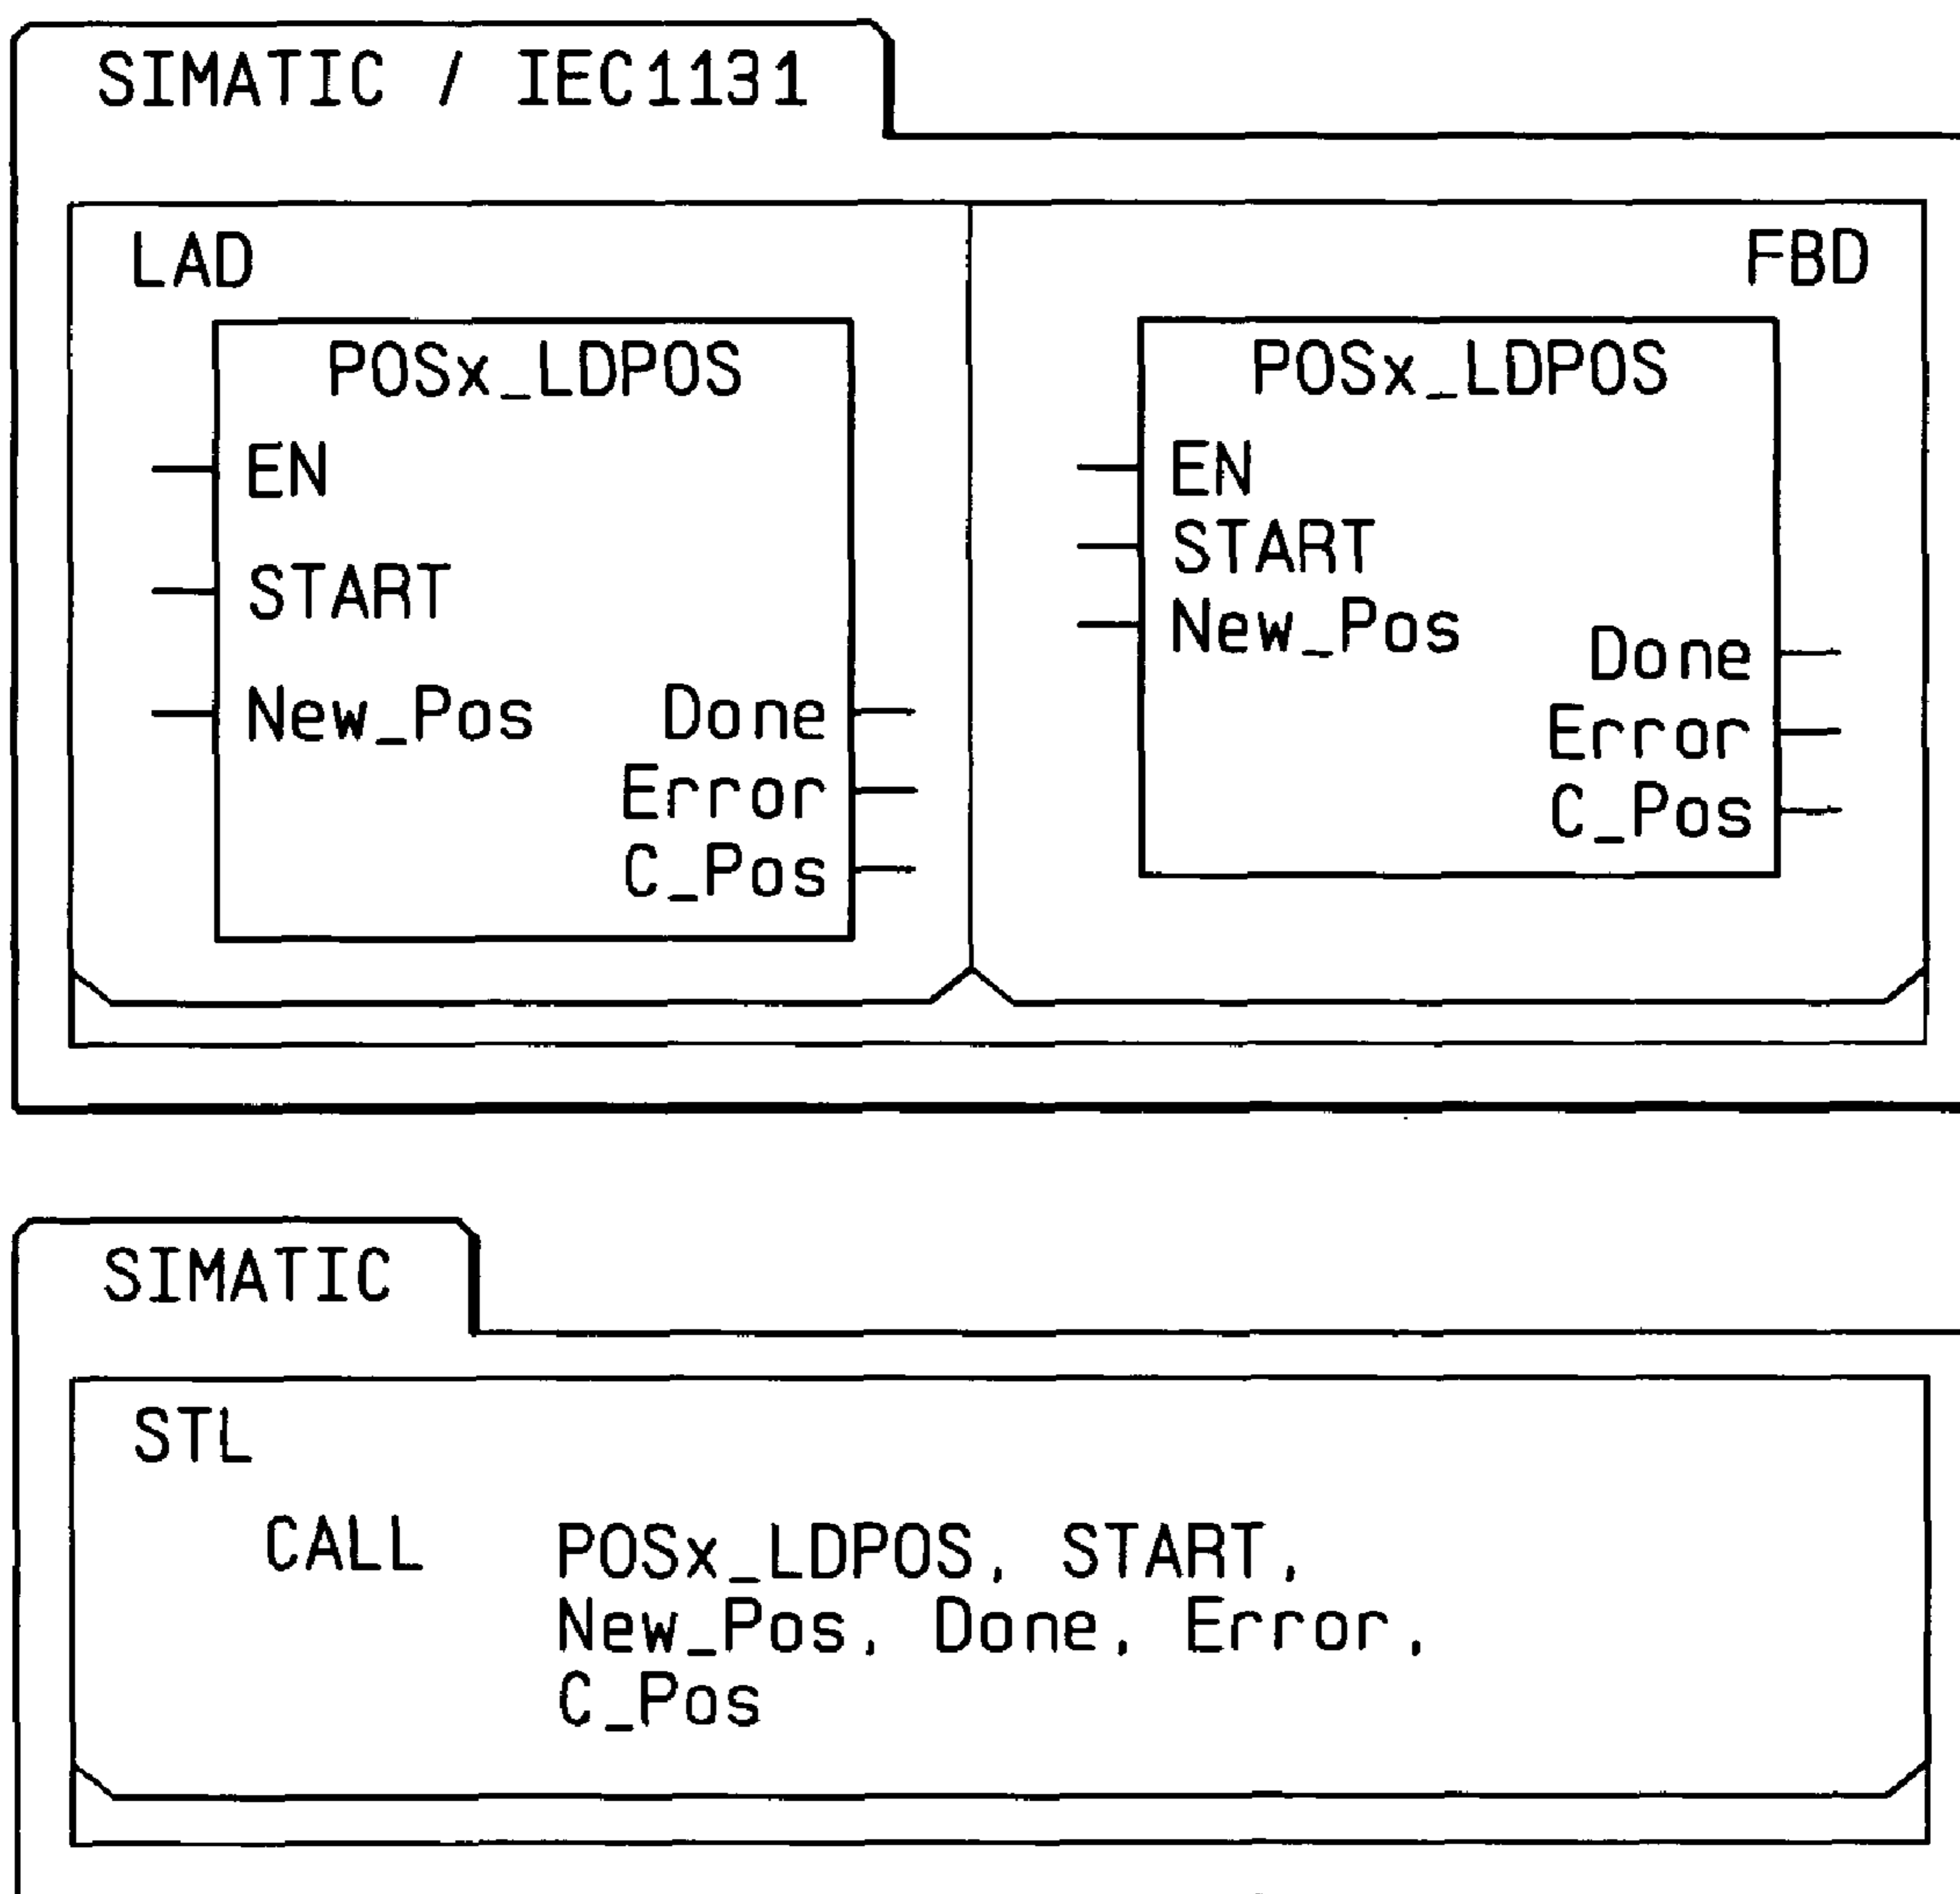 SIMATIC / IEC1131
LAD
POSx_LDPOS
EN
START
New_Pos Done
Error
C_Pos
FBD
POSx_LDPOS
EN
START
New_Pos
Done
Error
C_Pos
SIMATIC
STL
CALL POSx_LDPOS, START,
New_Pos, Done, Error,
C_Pos